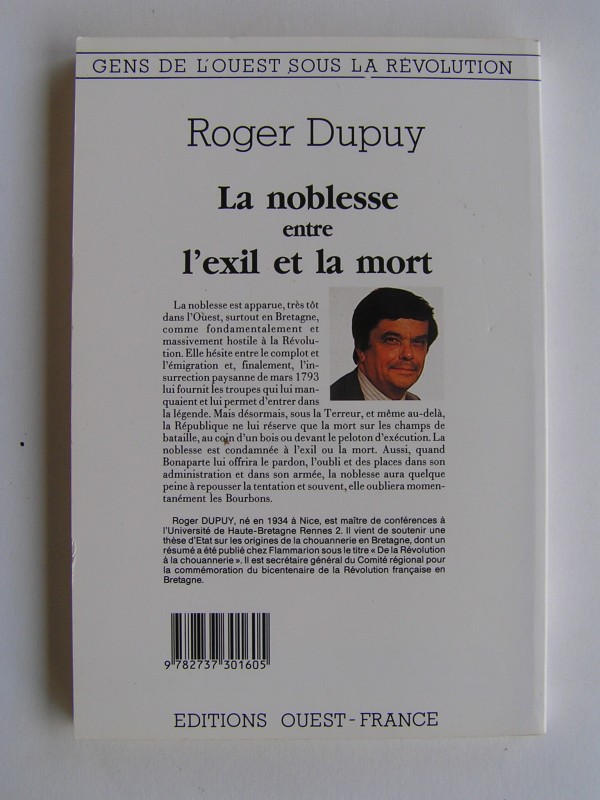 GENS DE L'OUEST SOUS LA RÉVOLUTION
Roger Dupuy
La noblesse
entre
l'exil et la mort
La noblesse est apparue, très tôt
dans l'Oùest, surtout en Bretagne,
comme fondamentalement et
massivement hostile à la Révolu-
tion. Elle hésite entre le complot et
l'émigration et, finalement, l'in-
surrection paysanne de mars 1793
lui fournit les troupes qui lui man-
quaient et lui permet d'entrer dans
la légende. Mais désormais, sous la Terreur, et même au-delà,
la République ne lui réserve que la mort sur les champs de
bataille, au coin d'un bois ou devant le peloton d'exécution. La
noblesse est condamnée à l'exil ou la mort. Aussi, quand
Bonaparte lui offrira le pardon, l'oubli et des places dans son
administration et dans son armée, la noblesse aura quelque
peine à repousser la tentation et souvent, elle oubliera momen-
tanément les Bourbons.
Roger DUPUY, né en 1934 à Nice, est maître de conférences à
l'Université de Haute-Bretagne Rennes 2. Il vient de soutenir une
thèse d'Etat sur les origines de la chouannerie en Bretagne, dont un
résumé a été publié chez Flammarion sous le titre « De la Révolution
à la chouannerie ». Il est secrétaire général du Comité régional pour
la commémoration du bicentenaire de la Révolution française en
Bretagne.
9 782737 301605
EDITIONS OUEST-FRANCE